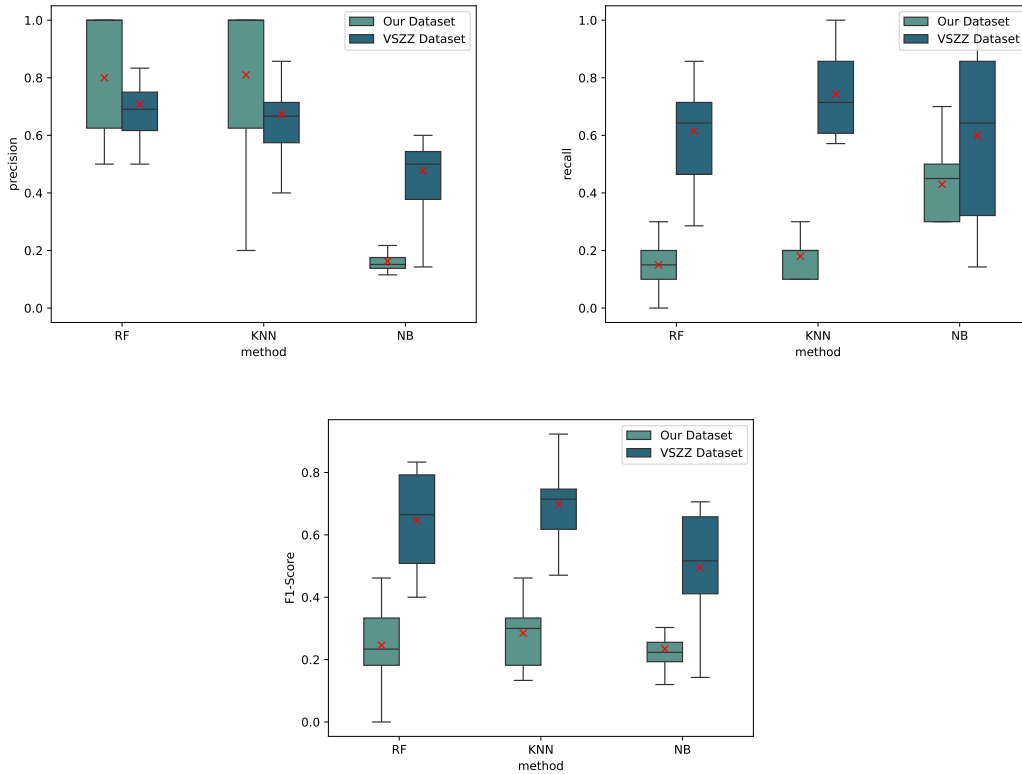 1.0
0.8
0.6
0.4
0.2
0.0
precision
RF
KNN
NB
method
Our Dataset
VSZZ Dataset
1.0
0.8
0.6
0.4
0.2
0.0
recall
RF
KNN
NB
method
Our Dataset
VSZZ Dataset
0.8
0.6
0.4
0.2
0.0
F1-Score
RF
KNN
NB
method
Our Dataset
VSZZ Dataset